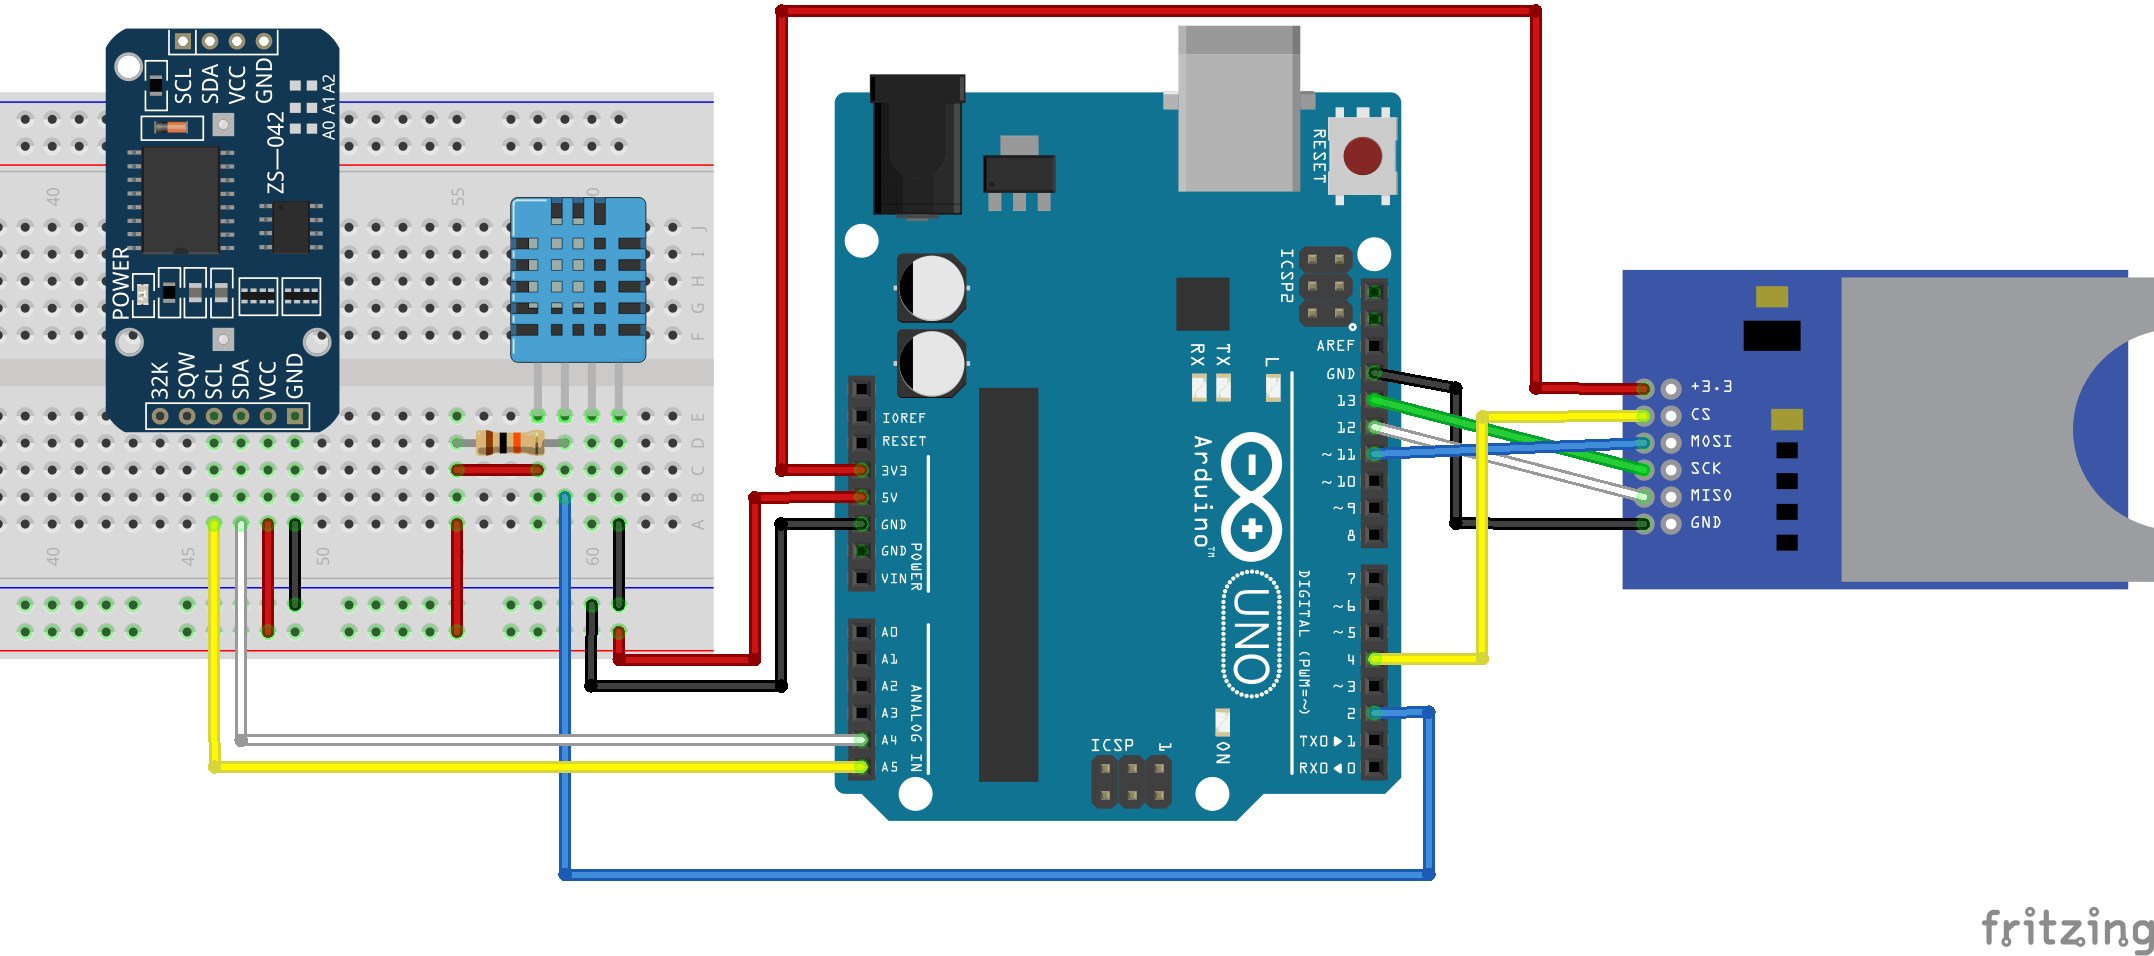 SCL
SDA
VCC
GND
A0 A1 A2
ZS-042
POWER
32K
SQW
SCL
SDA
VCC
GND
40
55
60
J
I
H
G
F
E
D
C
B
A
40
45
50
60
RESET
ICSP2
RX
TX
L
AREF
GND
13
12
~11
~10
~9
8
7
~6
~5
4
~3
2
TX0▶1
RX0◀0
DIGITAL (PWM=~)
Arduino™
UNO
IOREF
RESET
3V3
5V
GND
GND
VIN
POWER
A0
A1
A2
A3
A4
A5
ANALOG IN
ICSP
1
ON
+3.3
CS
MOSI
SCK
MISO
GND
fritzing